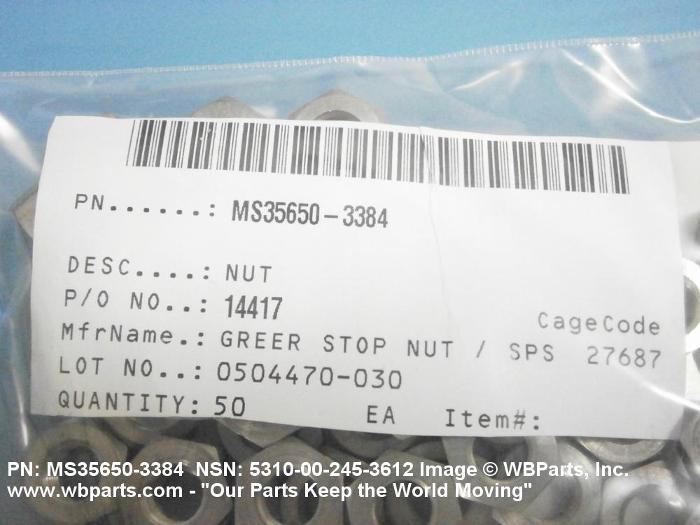 PN......: MS35650-3384
DESC....: NUT
P/O NO..: 14417
CageCode
MfrName.: GREER STOP NUT / SPS 27687
LOT NO..: 0504470-030
QUANTITY: 50 EA Item#:
PN: MS35650-3384 NSN: 5310-00-245-3612 Image © WBParts, Inc.
www.wbparts.com - "Our Parts Keep the World Moving"